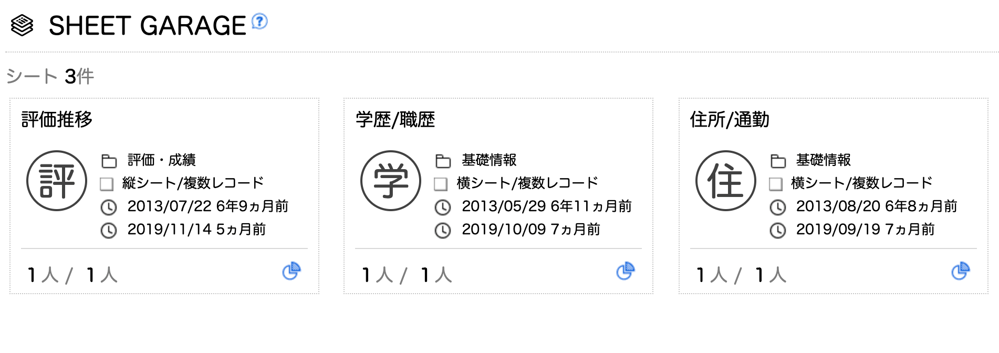 SHEET GARAGE?
シート 3件
評価推移
評
評価・成績
縦シート/複数レコード
2013/07/22 6年9ヵ月前
2019/11/14 5ヵ月前
1人 / 1人
学歴/職歴
学
基礎情報
横シート/複数レコード
2013/05/29 6年11ヵ月前
2019/10/09 7ヵ月前
1人 / 1人
住所/通勤
住
基礎情報
横シート/複数レコード
2013/08/20 6年8ヵ月前
2019/09/19 7ヵ月前
1人 / 1人